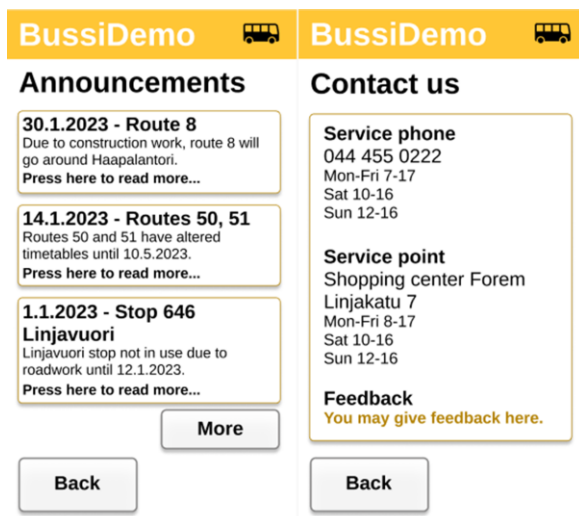 BussiDemo
Announcements
30.1.2023 - Route 8
Due to construction work, route 8 will
go around Haapalantori.
Press here to read more...
14.1.2023 - Routes 50, 51
Routes 50 and 51 have altered
timetables until 10.5.2023.
Press here to read more...
1.1.2023 - Stop 646
Linjavuori
Linjavuori stop not in use due to
roadwork until 12.1.2023.
Press here to read more...
More
Back
BussiDemo
Contact us
Service phone
044 455 0222
Mon-Fri 7-17
Sat 10-16
Sun 12-16
Service point
Shopping center Forem
Linjakatu 7
Mon-Fri 8-17
Sat 10-16
Sun 12-16
Feedback
You may give feedback here.
Back